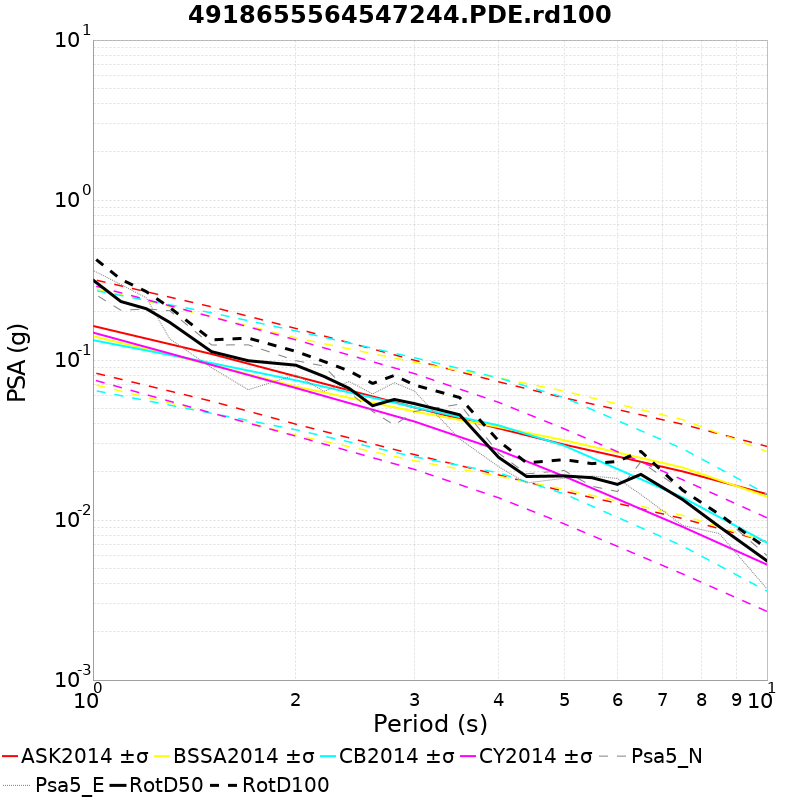 4918655564547244.PDE.rd100
10^1
10^0
10^-1
10^-2
10^-3
PSA (g)
10^0 2 3 4 5 6 7 8 9 10^1
Period (s)
ASK2014 ±σ BSSA2014 ±σ CB2014 ±σ CY2014 ±σ Psa5_N
Psa5_E RotD50 RotD100